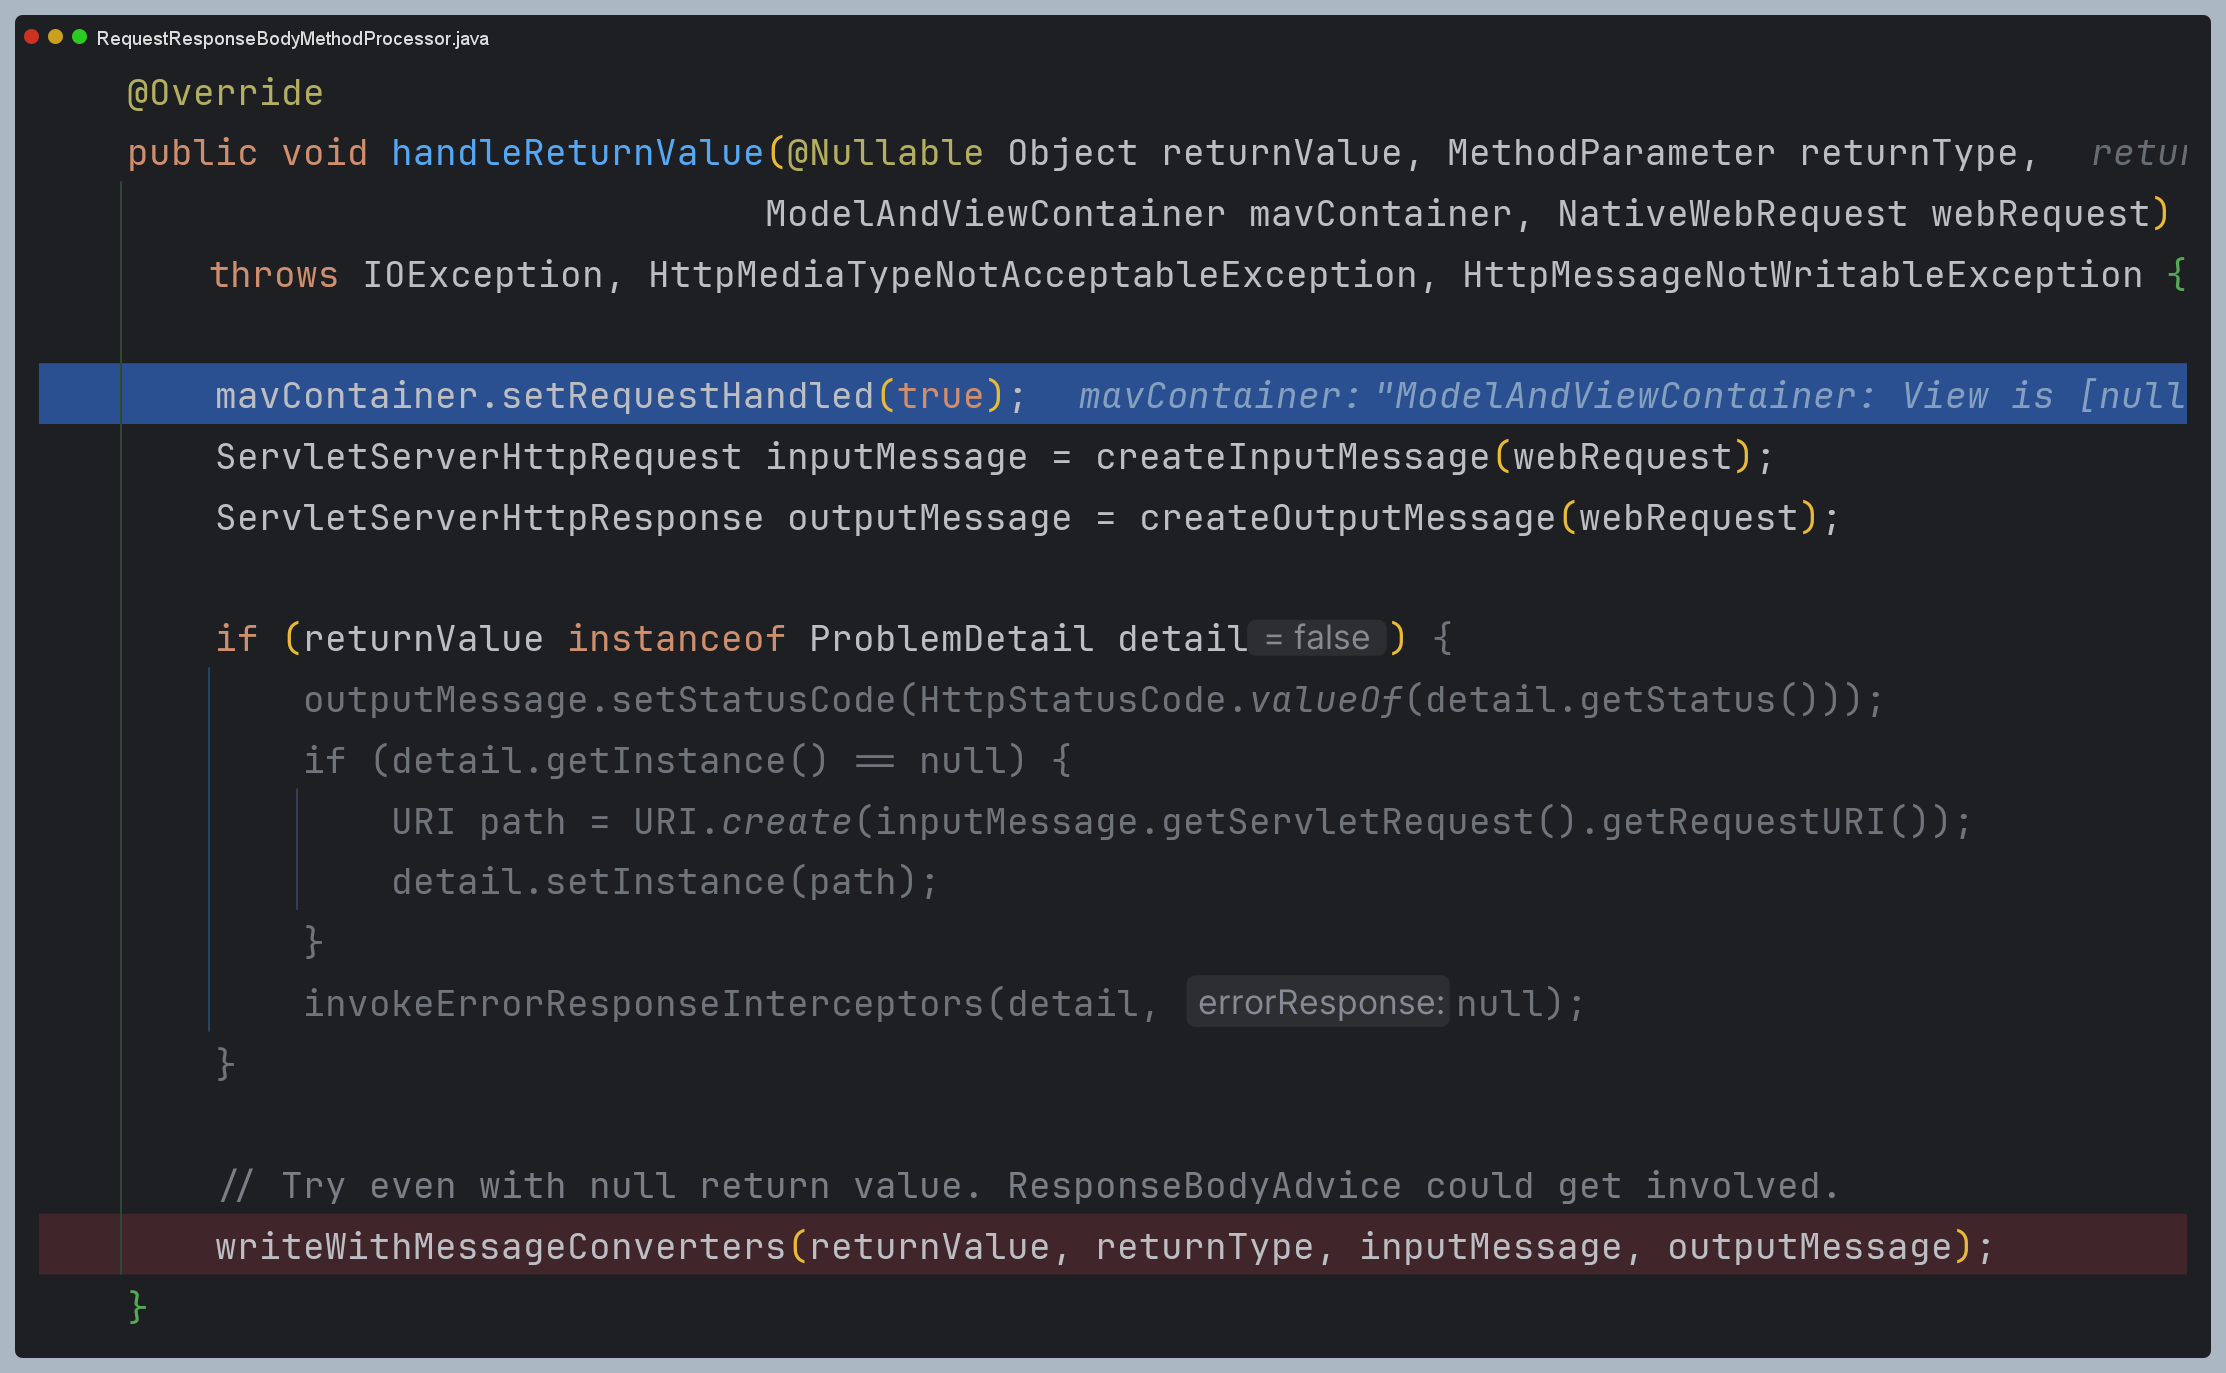 RequestResponseBodyMethodProcessor.java
@Override
public void handleReturnValue(@Nullable Object returnValue, MethodParameter returnType,
ModelAndViewContainer mavContainer, NativeWebRequest webRequest)
throws IOException, HttpMediaTypeNotAcceptableException, HttpMessageNotWritableException {
mavContainer.setRequestHandled(true); mavContainer: "ModelAndViewContainer: View is [null
ServletServerHttpRequest inputMessage = createInputMessage(webRequest);
ServletServerHttpResponse outputMessage = createOutputMessage(webRequest);
if (returnValue instanceof ProblemDetail detail = false ) {
outputMessage.setStatusCode(HttpStatusCode.valueOf(detail.getStatus()));
if (detail.getInstance() == null) {
URI path = URI.create(inputMessage.getServletRequest().getRequestURI());
detail.setInstance(path);
}
invokeErrorResponseInterceptors(detail, errorResponse: null);
}
// Try even with null return value. ResponseBodyAdvice could get involved.
writeWithMessageConverters(returnValue, returnType, inputMessage, outputMessage);
}